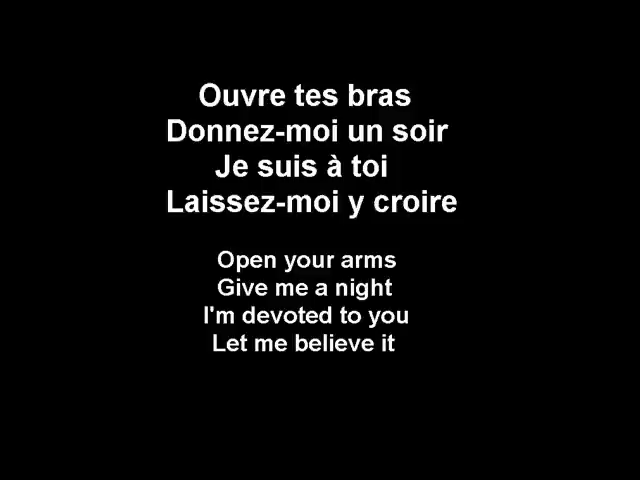 Ouvre tes bras
Donnez-moi un soir
Je suis à toi
Laissez-moi y croire
Open your arms
Give me a night
I'm devoted to you
Let me believe it